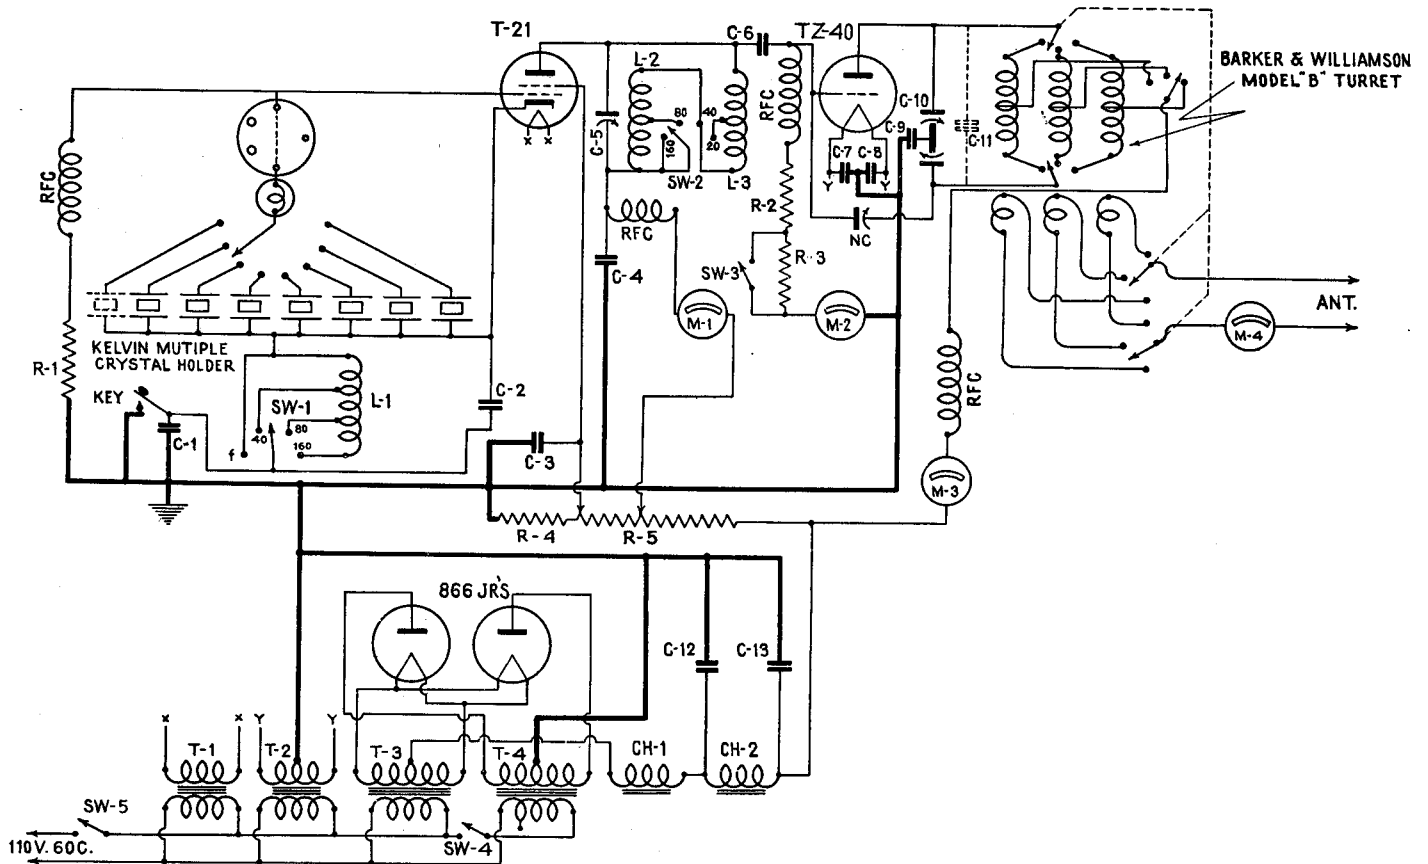 T-21
C-6
TZ-40
BARKER & WILLIAMSON
MODEL "B" TURRET
L-2
RFC
C-10
C-5
80
160
40
20
C-9
C-11
RFC
X X
SW-2
L-3
C-7 C-8
Y Y
R-2
RFC
NC
C-4
SW-3
R-3
ANT.
M-1
M-2
M-4
KELVIN MUTIPLE
CRYSTAL HOLDER
R-1
KEY
C-2
RFC
SW-1
L-1
40
80
C-1
f
160
C-3
M-3
R-4
R-5
866 JR'S
C-12
C-13
X X Y Y
T-1
T-2
T-3
T-4
CH-1
CH-2
SW-5
110V. 60C.
SW-4